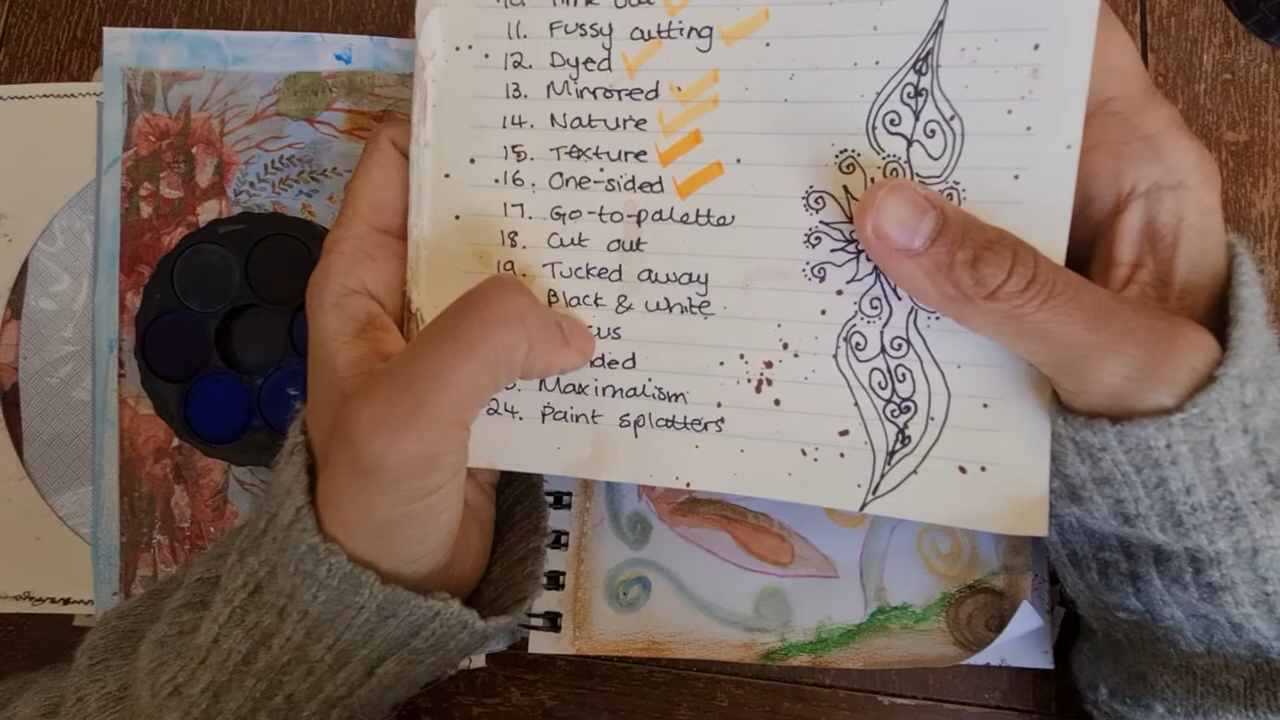 11. Fussy cutting
12. Dyed
13. Mirrored
14. Nature
15. Texture
16. One-sided
17. Go-to-palette
18. Cut out
19. Tucked away
Black & white
Maximalism
24. Paint splatters